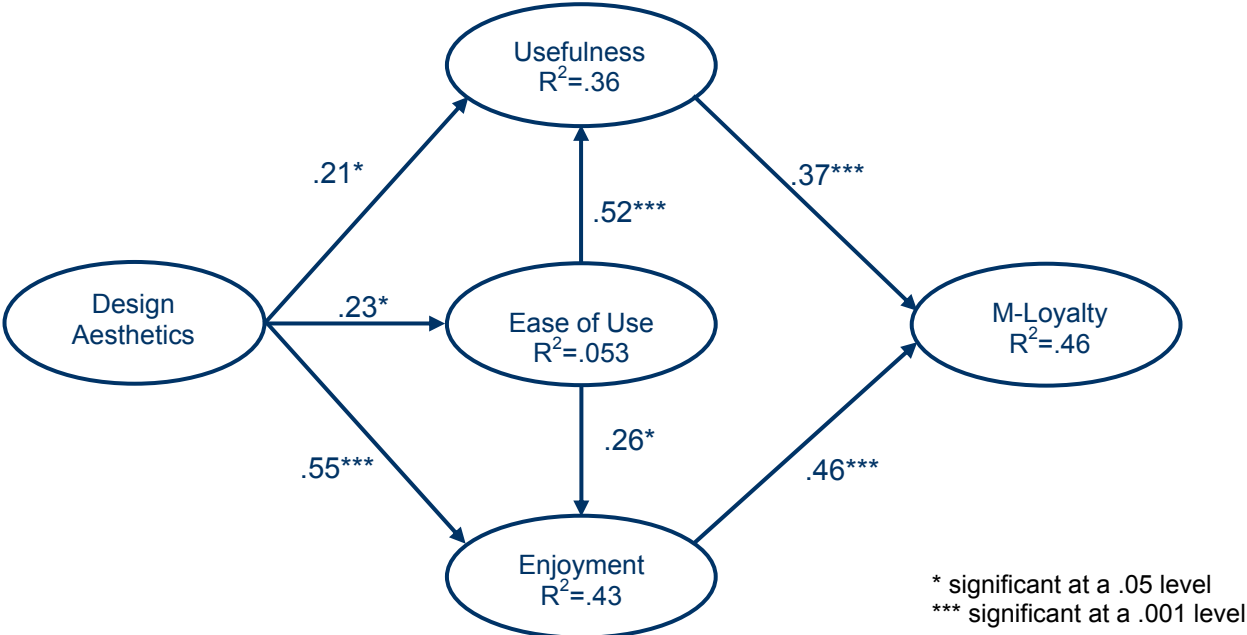 Usefulness
R²=.36
.21*
.37***
.52***
Design
Aesthetics
.23*
Ease of Use
R²=.053
M-Loyalty
R²=.46
.26*
.55***
.46***
Enjoyment
R²=.43
* significant at a .05 level
*** significant at a .001 level